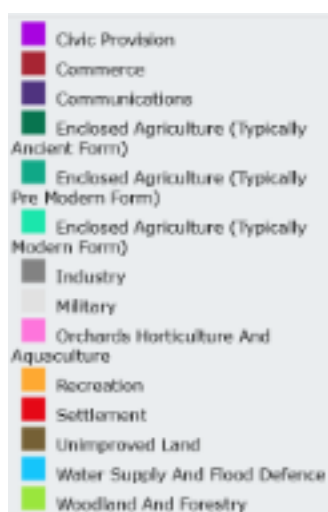 Civic Provision
Commerce
Communications
Enclosed Agriculture (Typically
Ancient Form)
Enclosed Agriculture (Typically
Pre Modern Form)
Enclosed Agriculture (Typically
Modern Form)
Industry
Military
Orchards Horticulture And
Aquaculture
Recreation
Settlement
Unimproved Land
Water Supply And Flood Defence
Woodland And Forestry